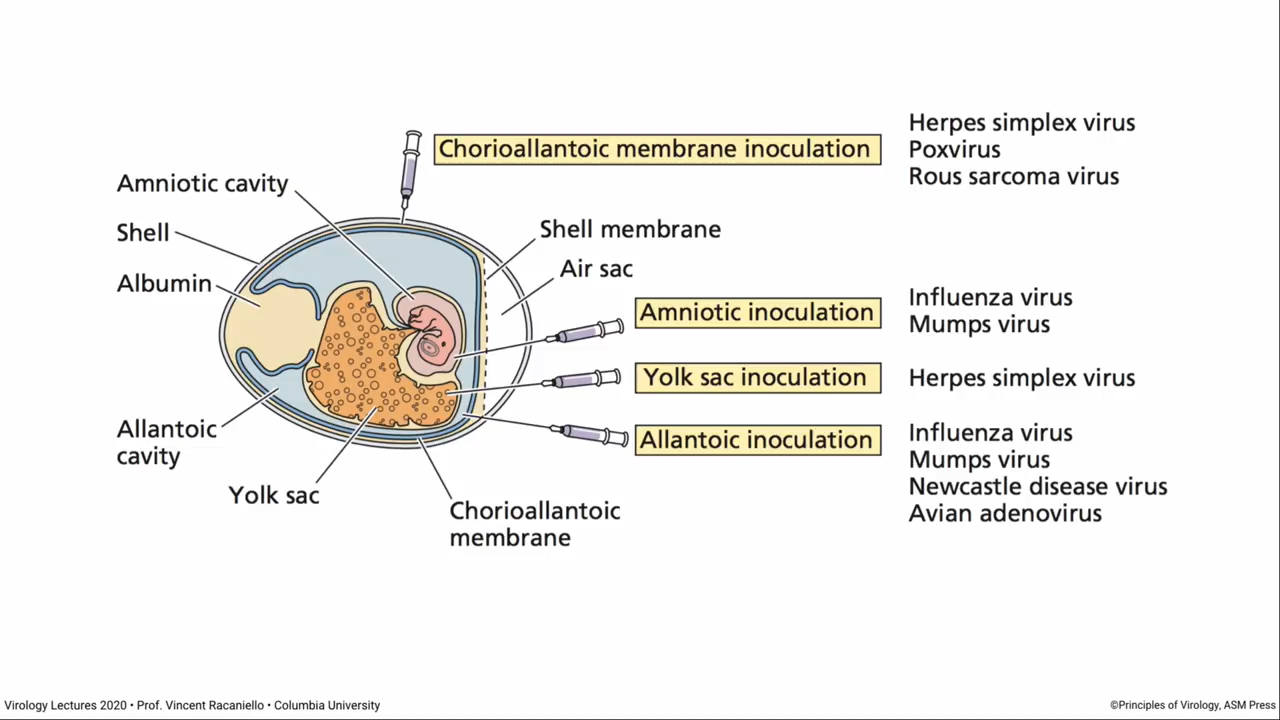 Herpes simplex virus
Chorioallantoic membrane inoculation
Poxvirus
Rous sarcoma virus
Amniotic cavity
Shell
Shell membrane
Albumin
Air sac
Amniotic inoculation
Influenza virus
Mumps virus
Yolk sac inoculation
Herpes simplex virus
Allantoic inoculation
Influenza virus
Mumps virus
Newcastle disease virus
Avian adenovirus
Allantoic
cavity
Yolk sac
Chorioallantoic
membrane
Virology Lectures 2020 • Prof. Vincent Racaniello • Columbia University
©Principles of Virology, ASM Press